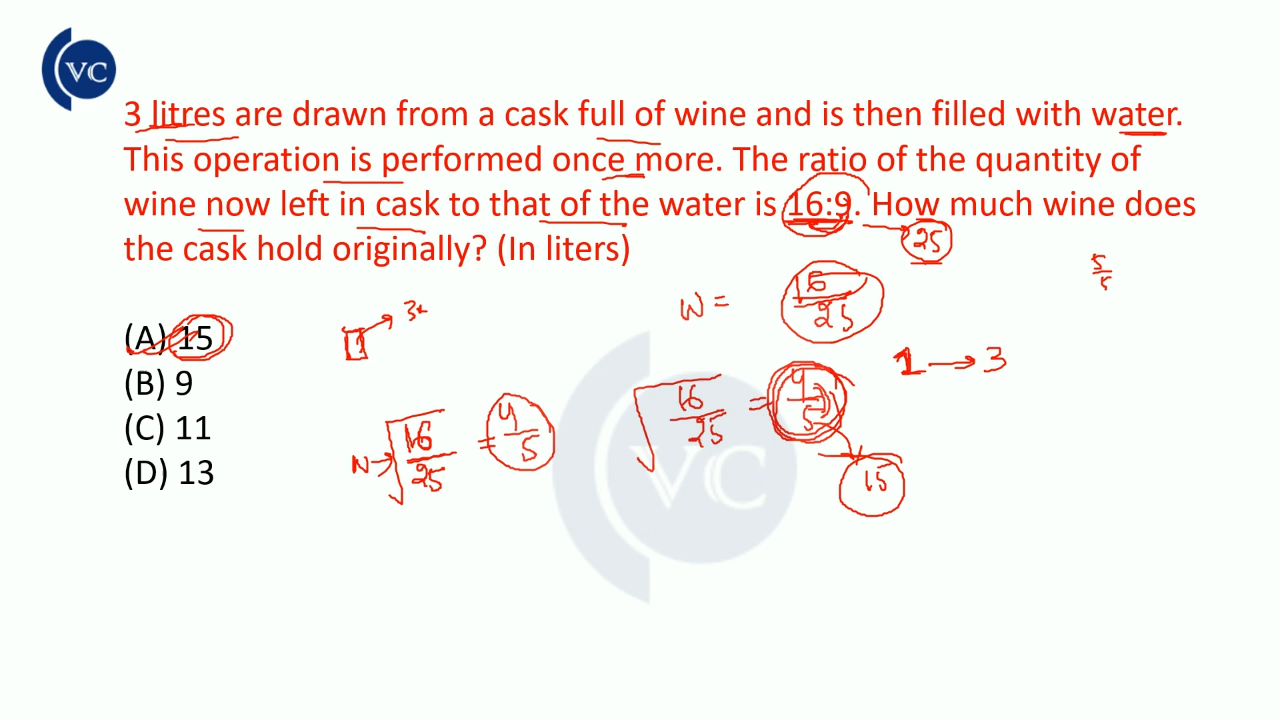 VC
3 litres are drawn from a cask full of wine and is then filled with water.
This operation is performed once more. The ratio of the quantity of
wine now left in cask to that of the water is 16:9. How much wine does
the cask hold originally? (In liters)
25
5/5
W = 16/25
3x
(A) 15
1 → 3
(B) 9
√16/25 = 4/5
(C) 11
W → √16/25 = 4/5
(D) 13
15
VC